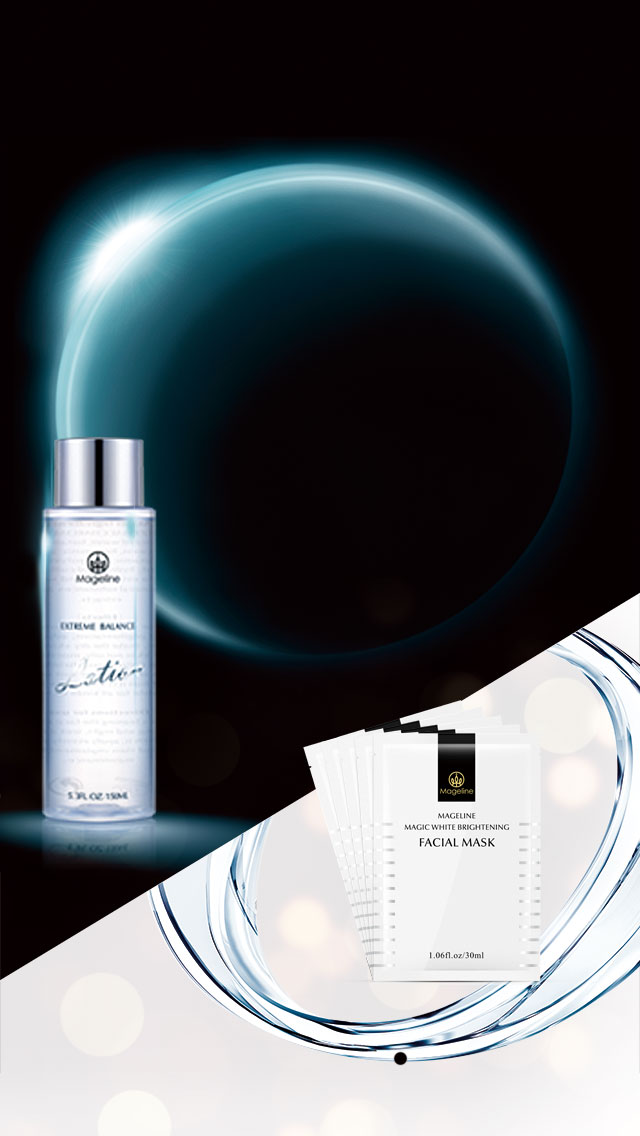 Mageline
EXTREME BALANCE
Lotion
5.3FL.OZ 150ML
Mageline
MAGELINE
MAGIC WHITE BRIGHTENING
FACIAL MASK
1.06fl.oz/30ml